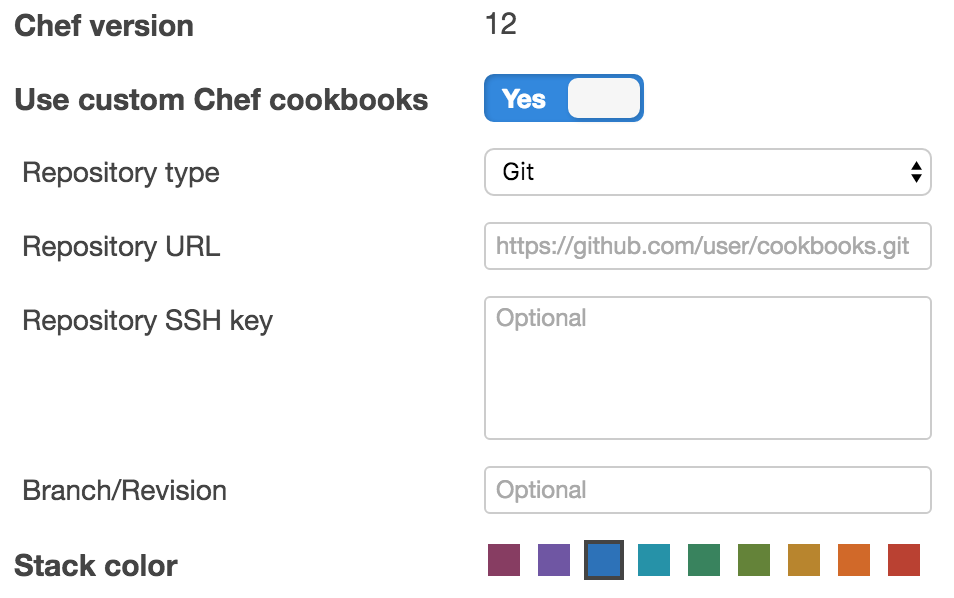 Chef version 12
Use custom Chef cookbooks Yes
Repository type Git
Repository URL https://github.com/user/cookbooks.git
Repository SSH key Optional
Branch/Revision Optional
Stack color